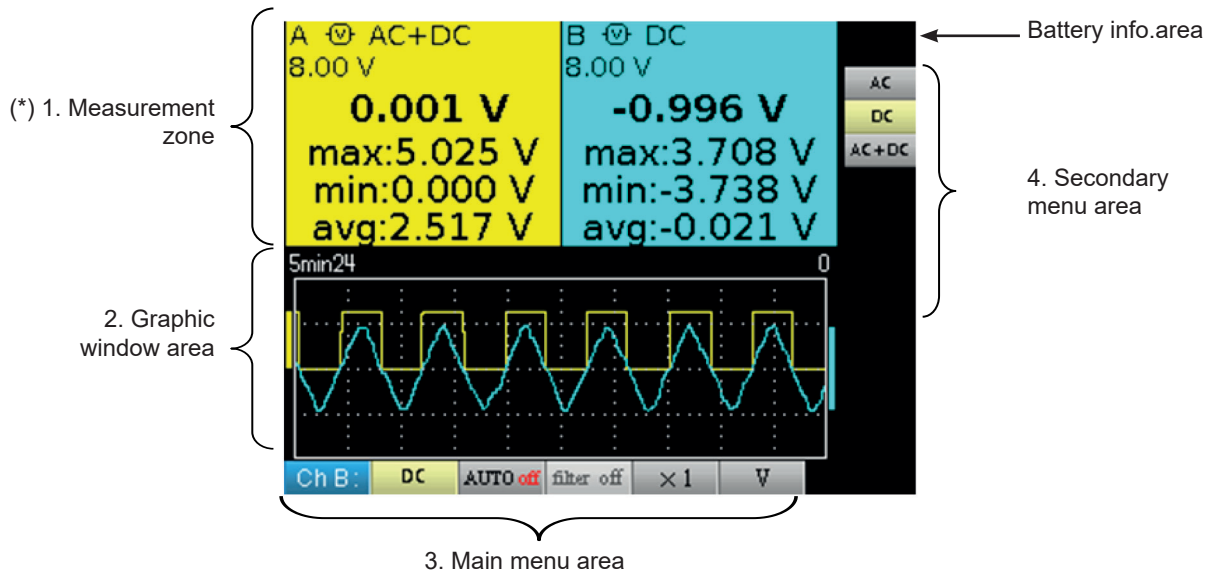 A V AC+DC
8.00 V
0.001 V
max:5.025 V
min:0.000 V
avg:2.517 V
B V DC
8.00 V
-0.996 V
max:3.708 V
min:-3.738 V
avg:-0.021 V
Battery info.area
AC
DC
AC+DC
(*) 1. Measurement
zone
4. Secondary
menu area
5min24 0
2. Graphic
window area
Ch B: DC AUTO off filter off ×1 V
3. Main menu area